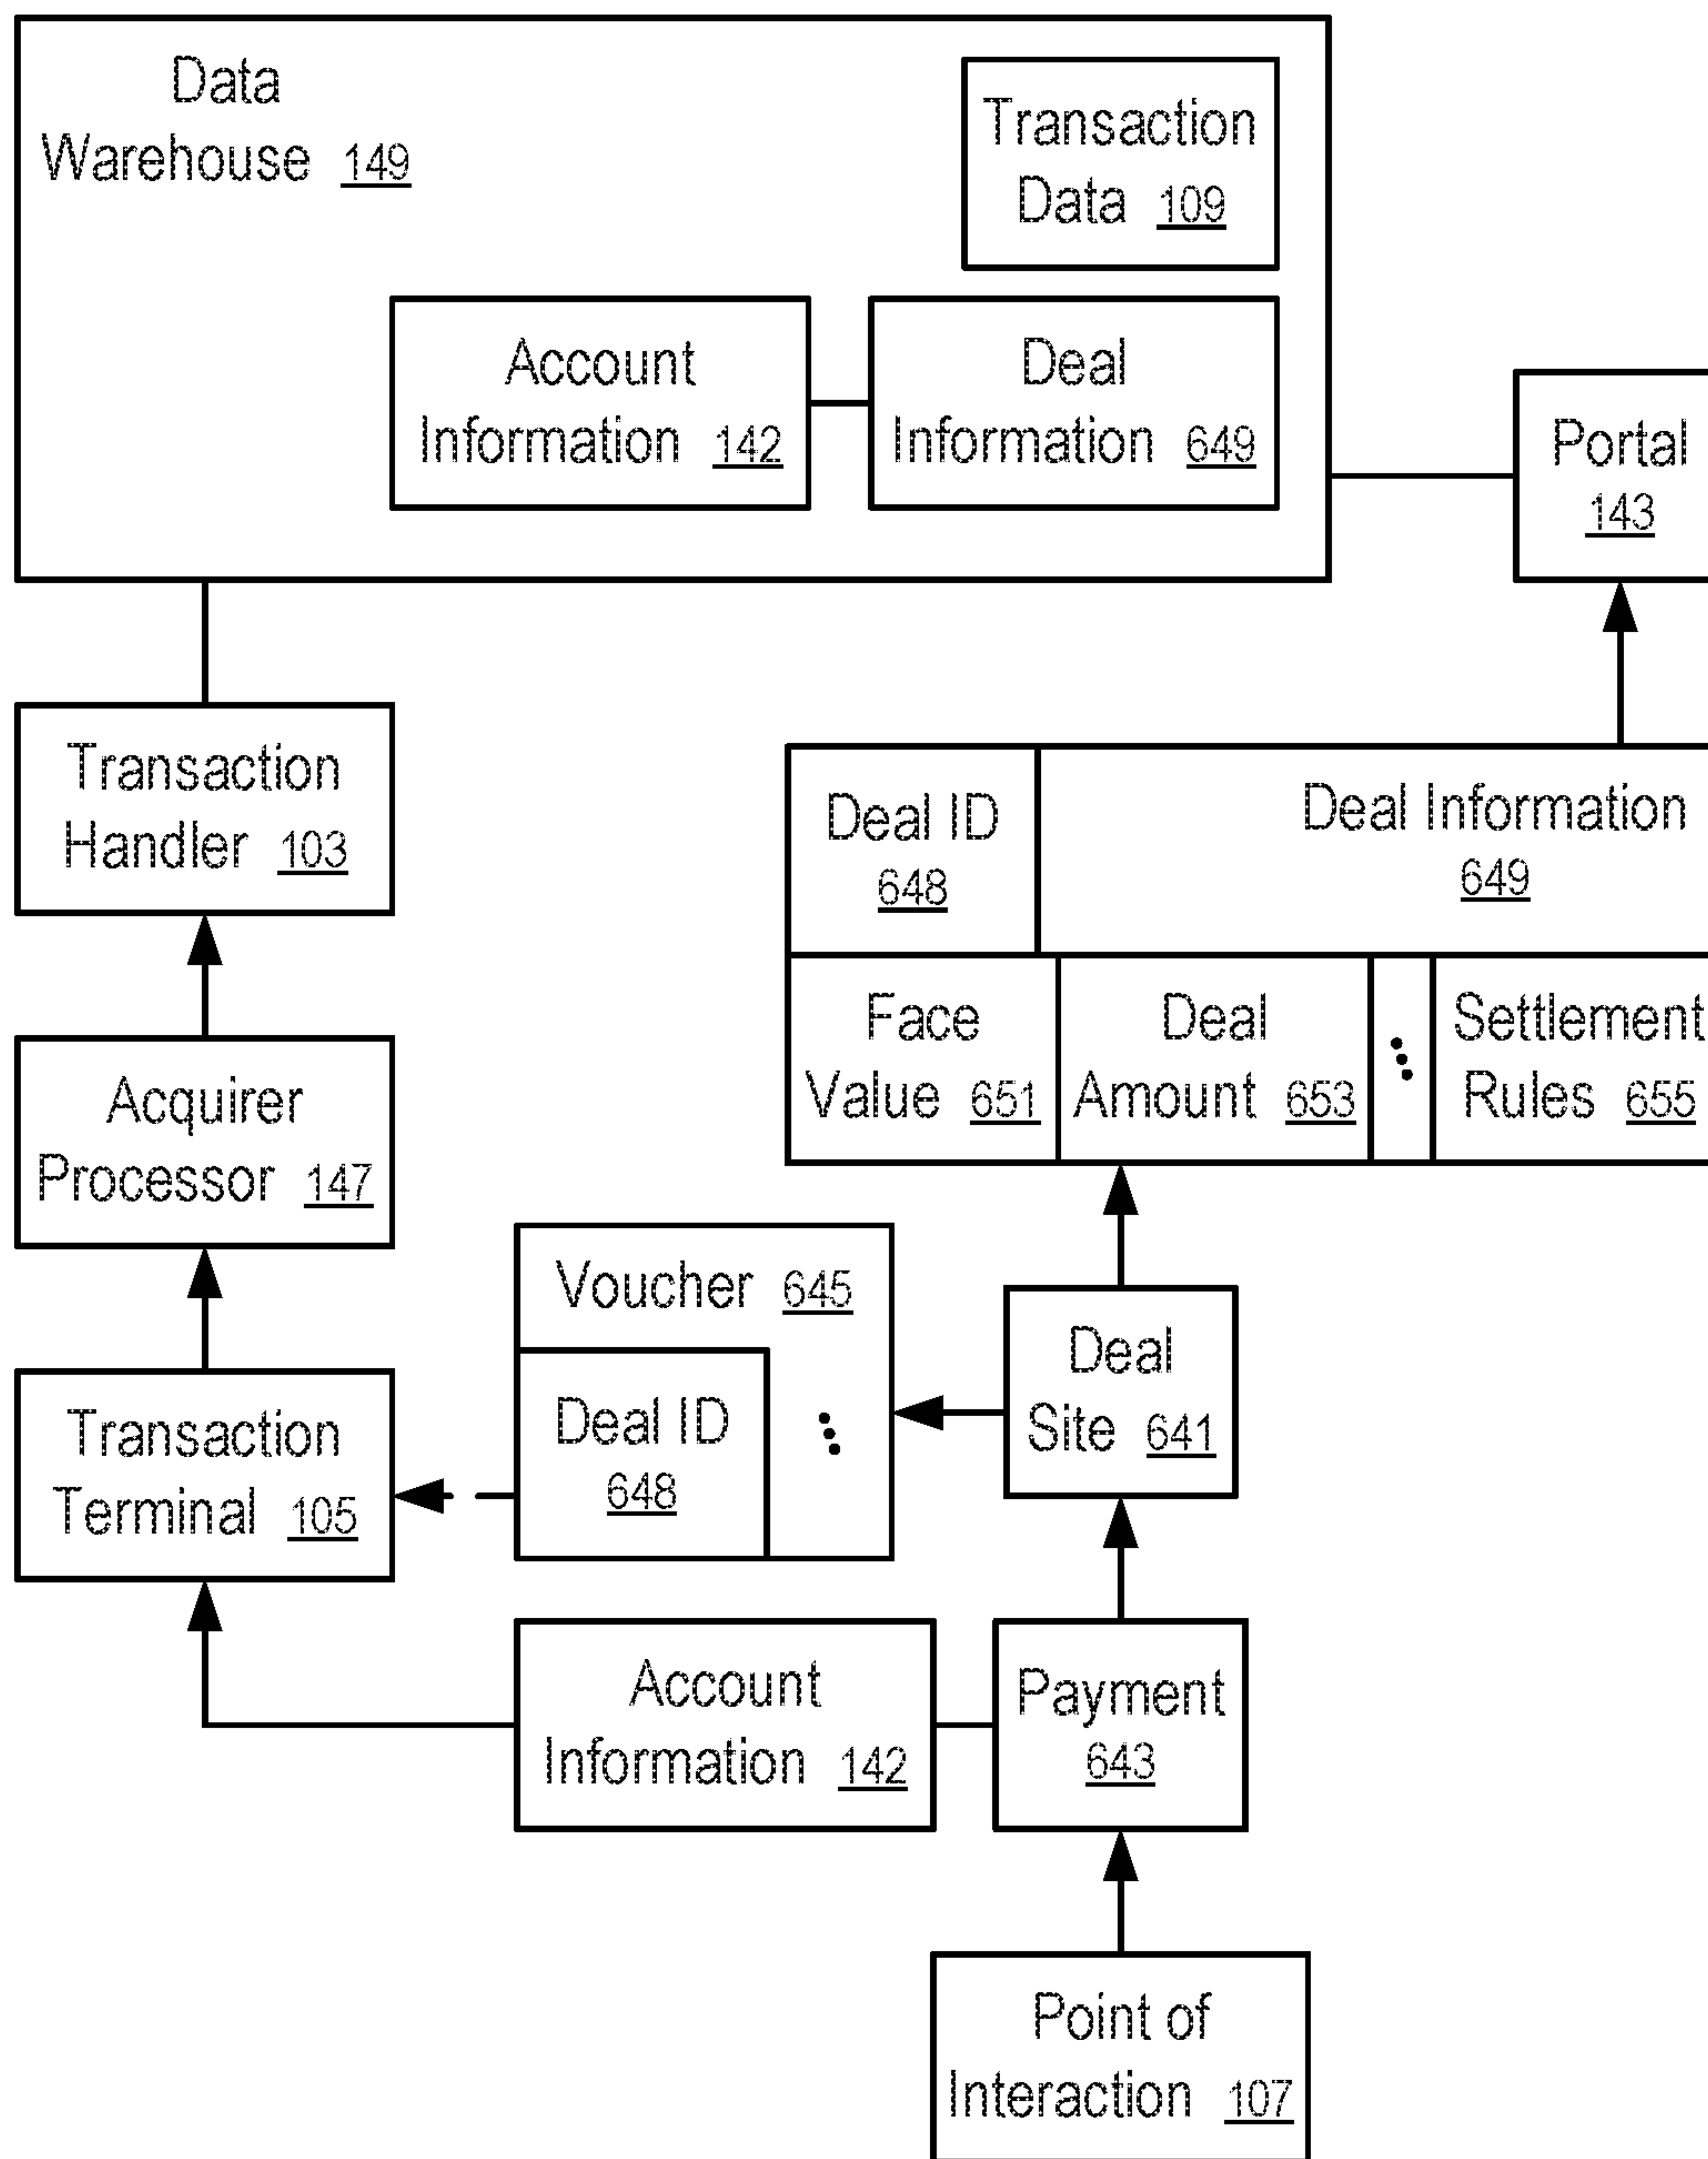 Data
Warehouse 149
Transaction
Data 109
Account
Information 142
Deal
Information 649
Portal
143
Transaction
Handler 103
Deal ID
648
Deal Information
649
Face
Value 651
Deal
Amount 653
Settlement
Rules 655
Acquirer
Processor 147
Voucher 645
Deal ID
648
Deal
Site 641
Transaction
Terminal 105
Account
Information 142
Payment
643
Point of
Interaction 107